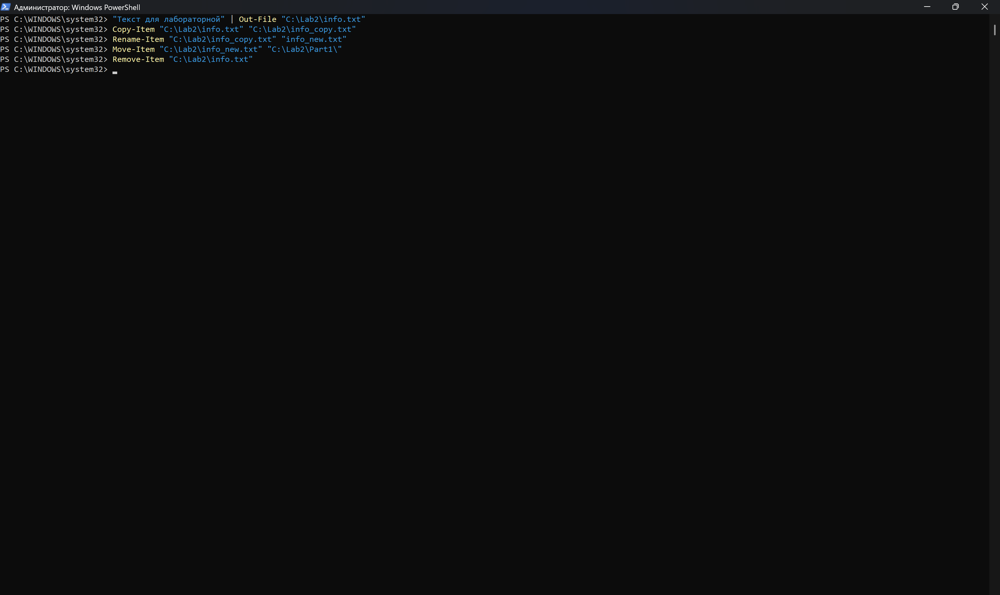 Администратор: Windows PowerShell
PS C:\WINDOWS\system32> "Текст для лабораторной" | Out-File "C:\Lab2\info.txt"
PS C:\WINDOWS\system32> Copy-Item "C:\Lab2\info.txt" "C:\Lab2\info_copy.txt"
PS C:\WINDOWS\system32> Rename-Item "C:\Lab2\info_copy.txt" "info_new.txt"
PS C:\WINDOWS\system32> Move-Item "C:\Lab2\info_new.txt" "C:\Lab2\Part1\"
PS C:\WINDOWS\system32> Remove-Item "C:\Lab2\info.txt"
PS C:\WINDOWS\system32>